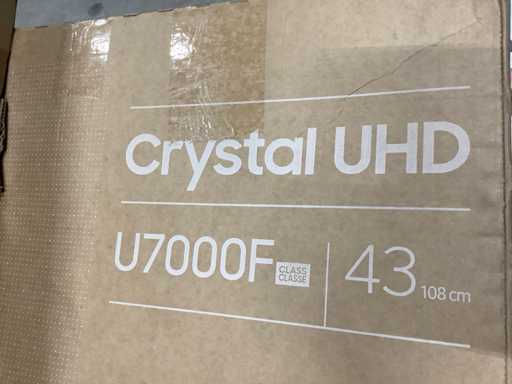 Crystal UHD
U7000F CLASS
CLASSE
43 108 cm